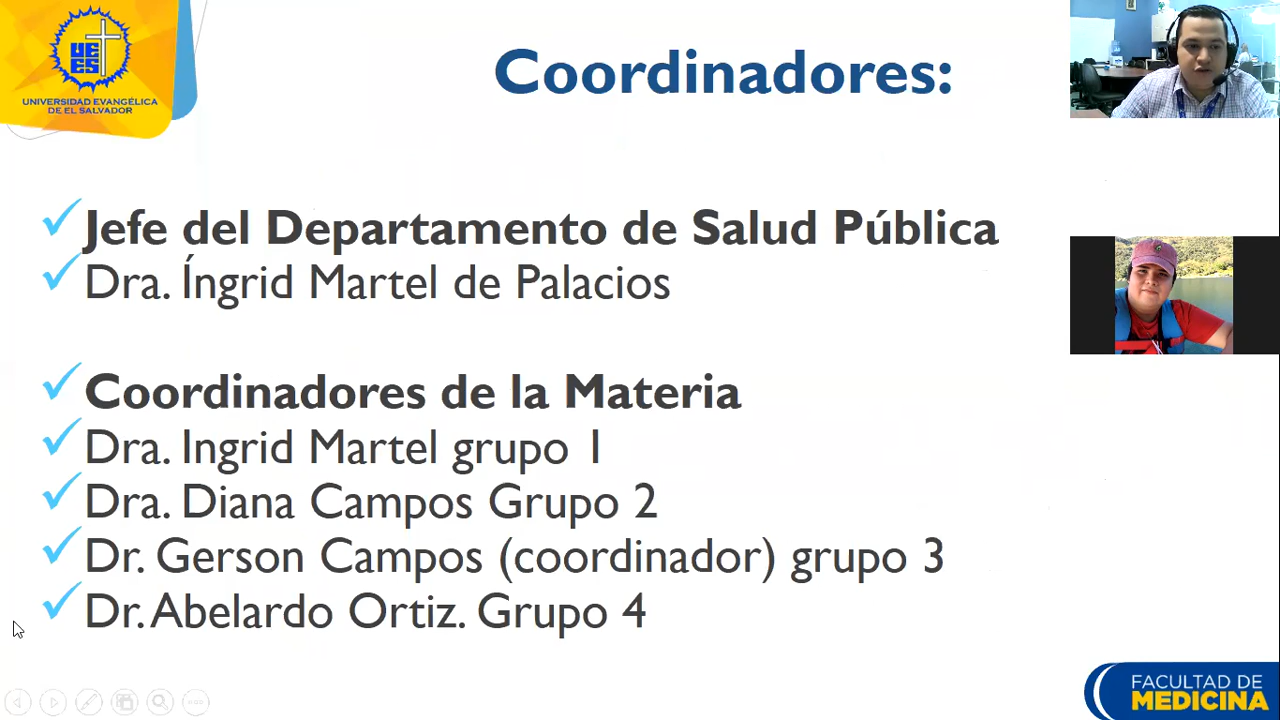 UE
ES
UNIVERSIDAD EVANGÉLICA
DE EL SALVADOR
Coordinadores:
Jefe del Departamento de Salud Pública
Dra. Íngrid Martel de Palacios
Coordinadores de la Materia
Dra. Ingrid Martel grupo 1
Dra. Diana Campos Grupo 2
Dr. Gerson Campos (coordinador) grupo 3
Dr. Abelardo Ortiz. Grupo 4
FACULTAD DE
MEDICINA